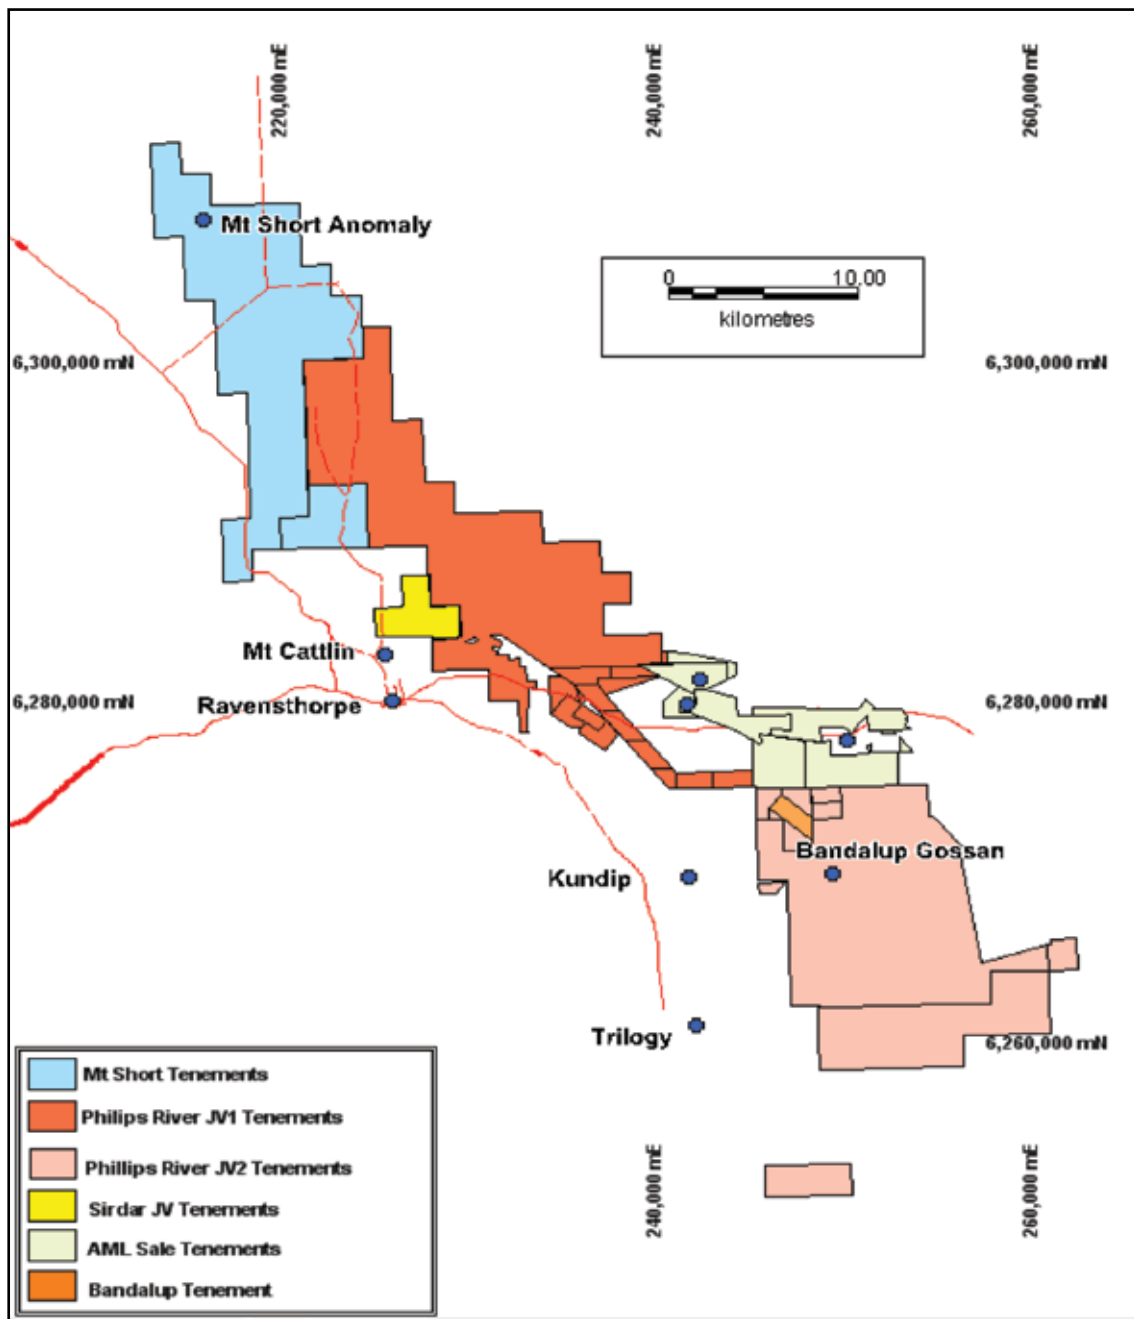 220,000 mE
240,000 mE
260,000 mE
Mt Short Anomaly
0 10.00
kilometres
6,300,000 mN
6,300,000 mN
Mt Cattlin
Ravensthorpe
6,280,000 mN
6,280,000 mN
Bandalup Gossan
Kundip
Trilogy
6,260,000 mN
Mt Short Tenements
Philips River JV1 Tenements
Phillips River JV2 Tenements
Sirdar JV Tenements
AML Sale Tenements
Bandalup Tenement
240,000 mE
260,000 mE